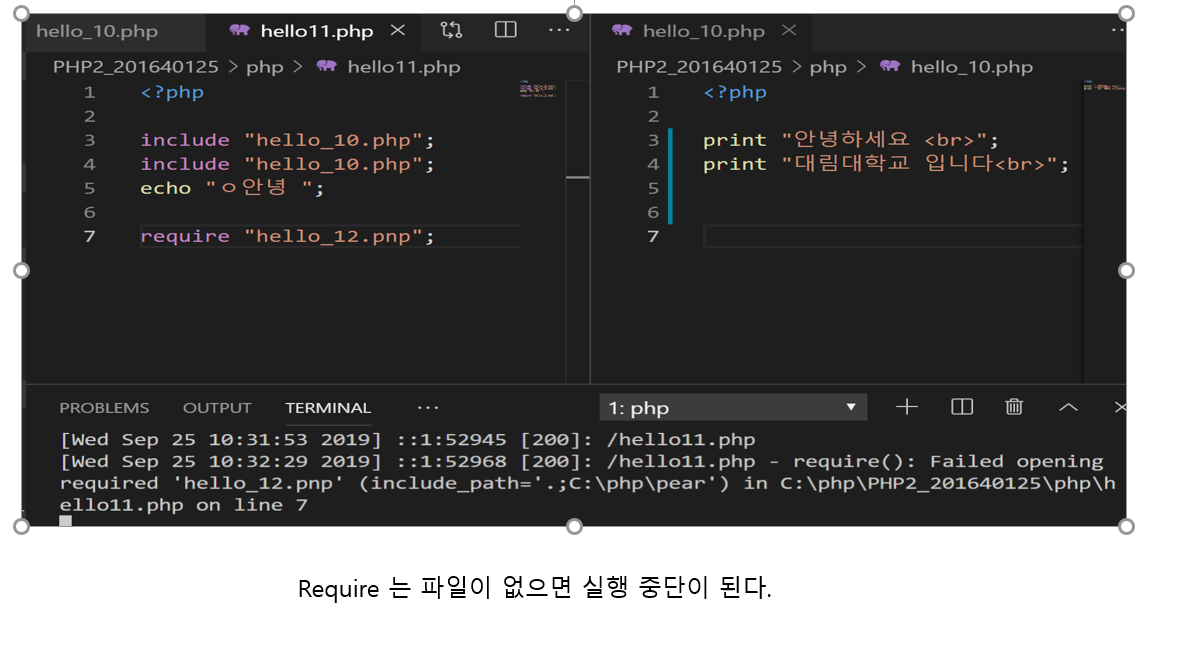 hello_10.php hello11.php ···
PHP2_201640125 > php > hello11.php
1 <?php
2
3 include "hello_10.php";
4 include "hello_10.php";
5 echo "ㅇ안녕 ";
6
7 require "hello_12.pnp";
hello_10.php
PHP2_201640125 > php > hello_10.php
1 <?php
2
3 print "안녕하세요 <br>";
4 print "대림대학교 입니다<br>";
5
6
7
PROBLEMS OUTPUT TERMINAL ··· 1: php
[Wed Sep 25 10:31:53 2019] ::1:52945 [200]: /hello11.php
[Wed Sep 25 10:32:29 2019] ::1:52968 [200]: /hello11.php - require(): Failed opening
required 'hello_12.pnp' (include_path='.;C:\php\pear') in C:\php\PHP2_201640125\php\h
ello11.php on line 7
Require 는 파일이 없으면 실행 중단이 된다.